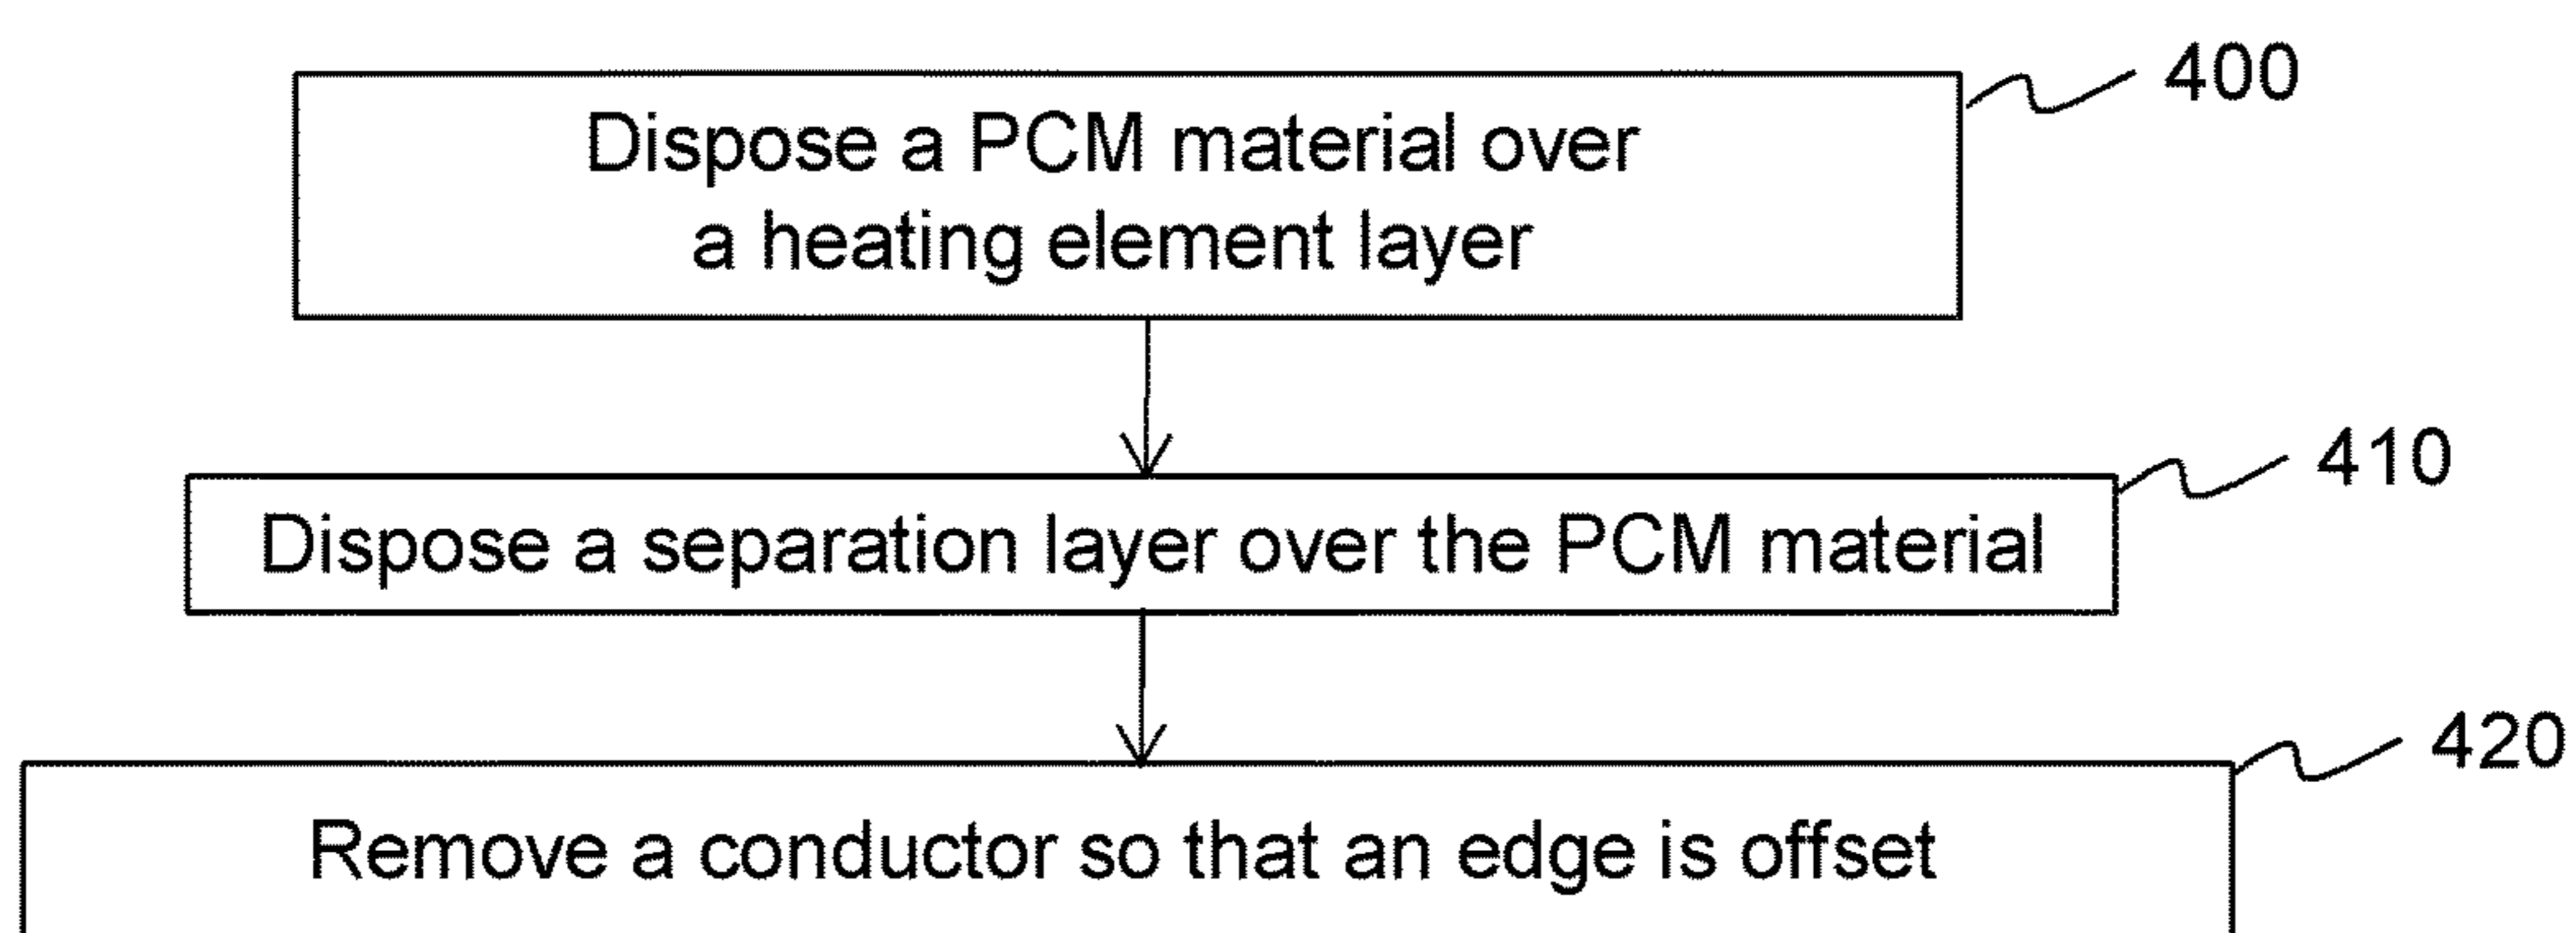 400
Dispose a PCM material over
a heating element layer
410
Dispose a separation layer over the PCM material
420
Remove a conductor so that an edge is offset